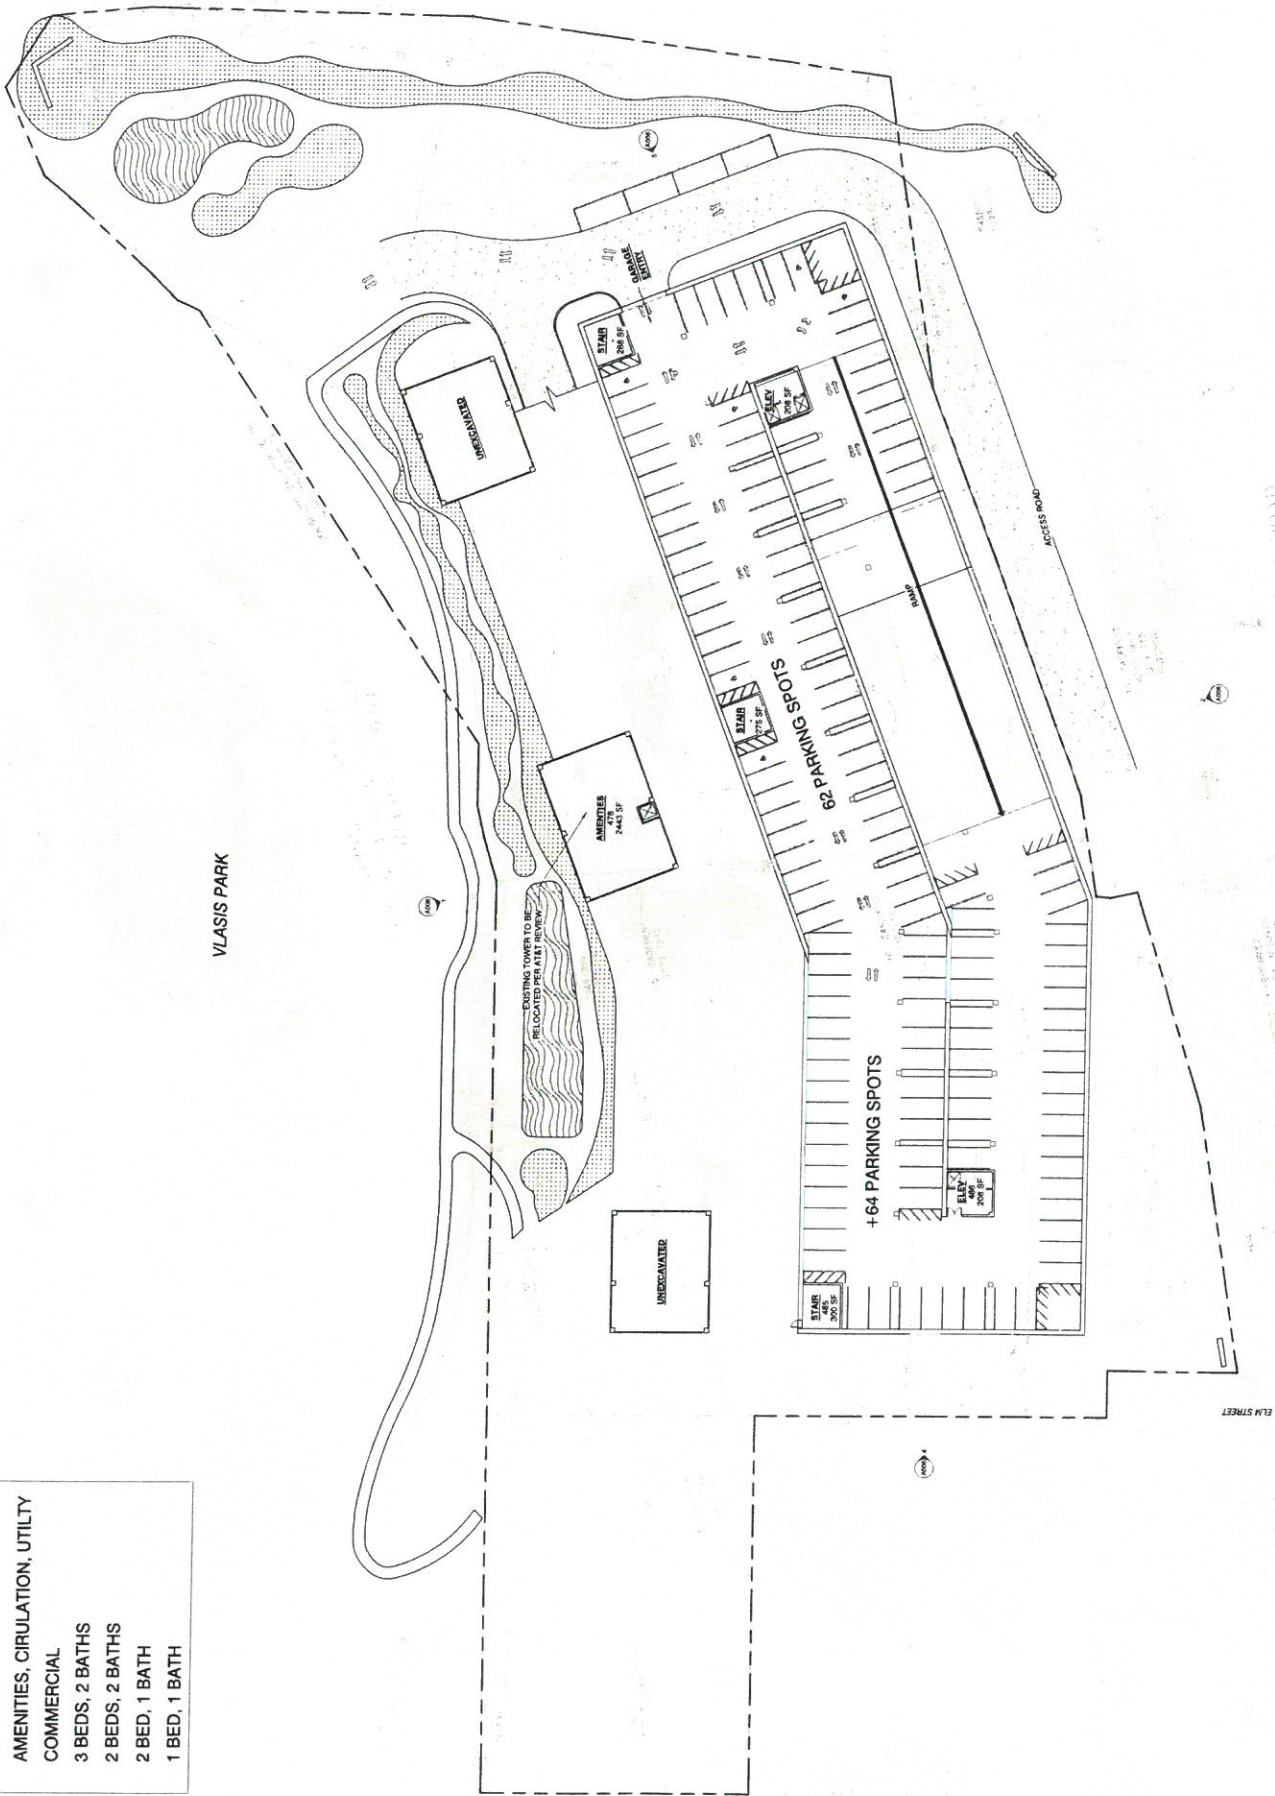 AMENITIES, CIRULATION, UTILTY
COMMERCIAL
3 BEDS, 2 BATHS
2 BEDS, 2 BATHS
2 BED, 1 BATH
1 BED, 1 BATH
VLASIS PARK
UNEXCAVATED
GARAGE
ENTRY
STAIR
288 SF
ELEV
208 SF
RAMP
ACCESS ROAD
62 PARKING SPOTS
STAIR
275 SF
AMENITIES
478
2443 SF
EXISTING TOWER TO BE
RELOCATED PER AT&T REVIEW
+64 PARKING SPOTS
UNEXCAVATED
STAIR
485
300 SF
ELEV
486
208 SF
ELM STREET